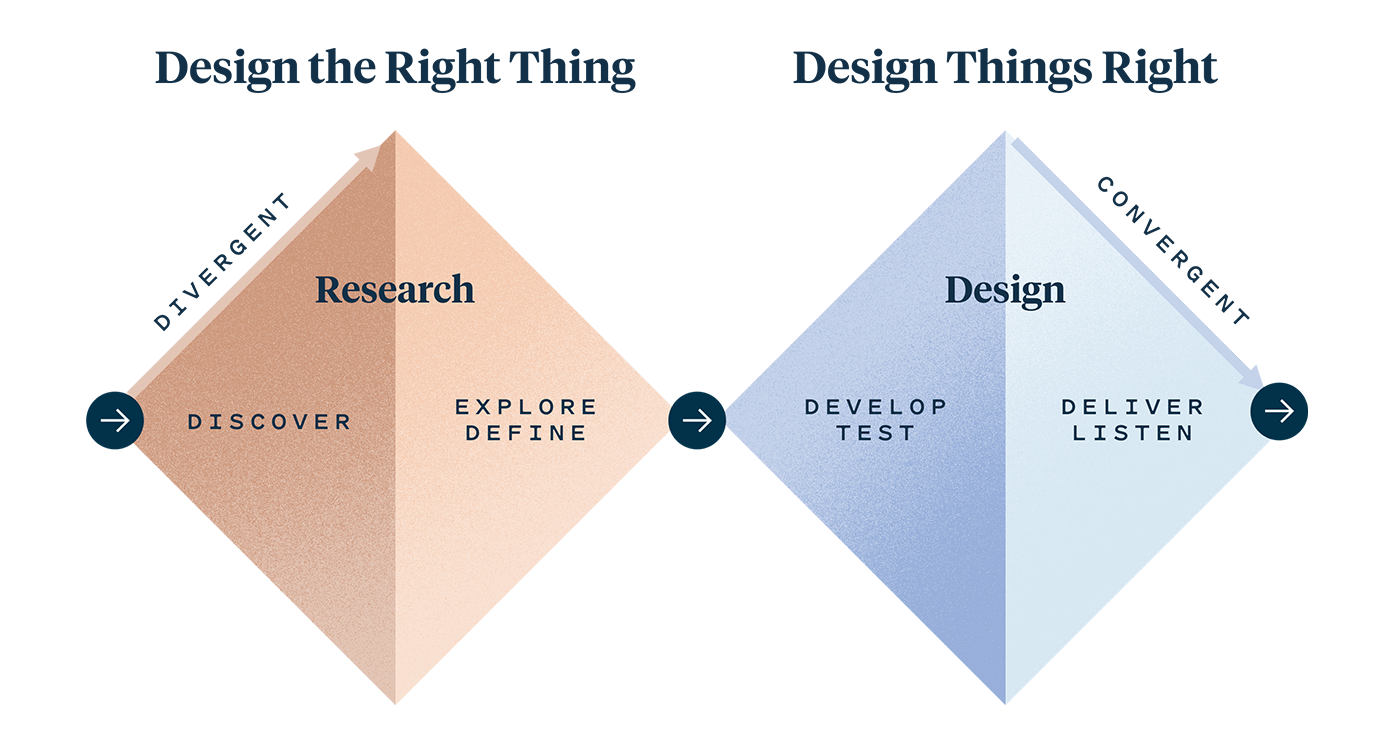 Design the Right Thing
Design Things Right
DIVERGENT
CONVERGENT
Research
Design
DISCOVER
EXPLORE
DEFINE
DEVELOP
TEST
DELIVER
LISTEN